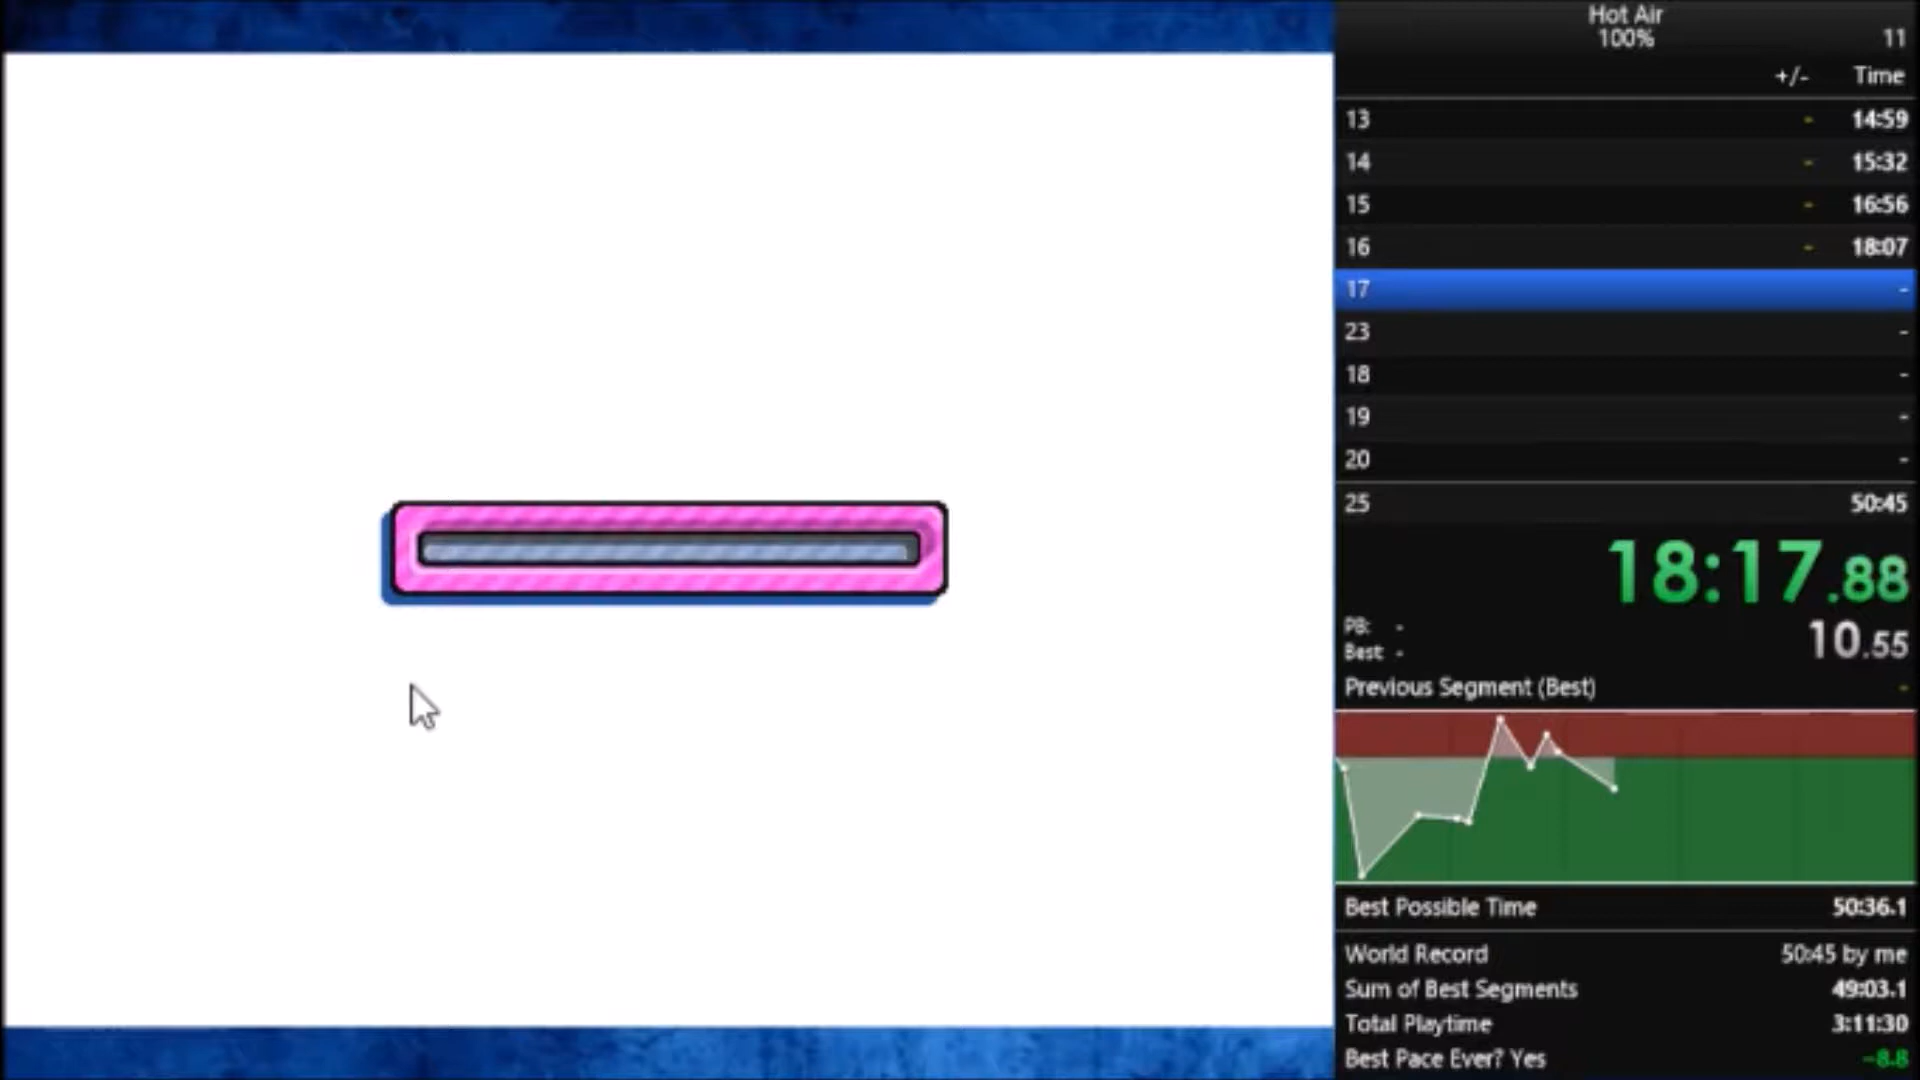 Hot Air
100% 11
+/- Time
13 - 14:59
14 - 15:32
15 - 16:56
16 - 18:07
17 -
23 -
18 -
19 -
20 -
25 50:45
18:17.88
PB: -
10.55
Best: -
Previous Segment (Best) -
Best Possible Time 50:36.1
World Record 50:45 by me
Sum of Best Segments 49:03.1
Total Playtime 3:11:30
Best Pace Ever? Yes -8.8